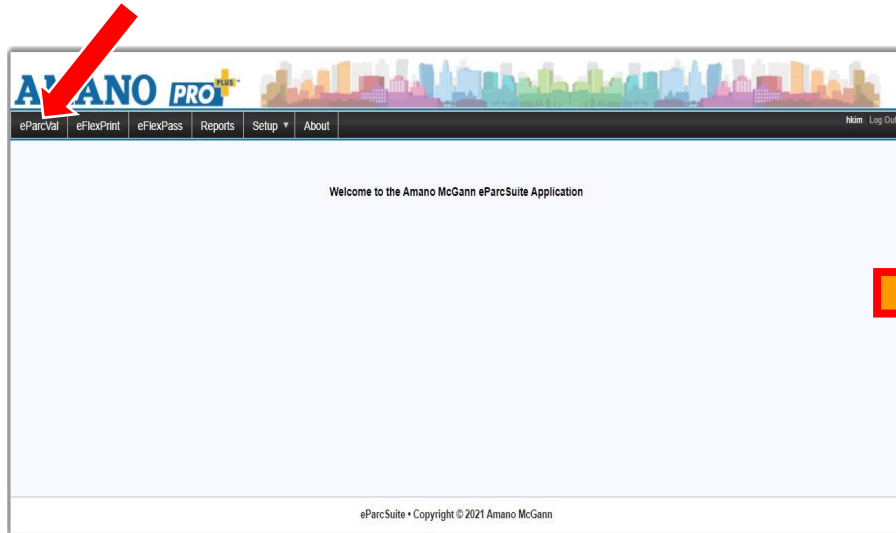 AMANO PRO PLUS
eParcVal eFlexPrint eFlexPass Reports Setup About hkim Log Out
Welcome to the Amano McGann eParcSuite Application
eParcSuite • Copyright © 2021 Amano McGann